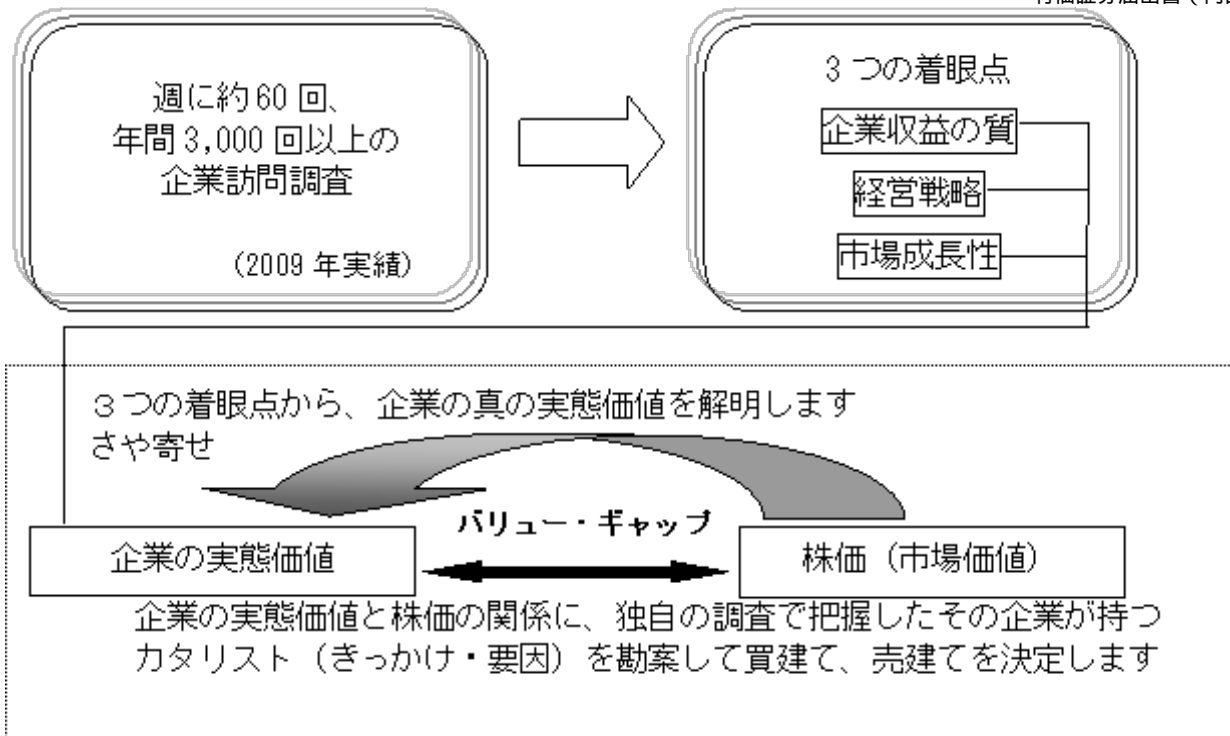 週に約60回、
年間3,000回以上の
企業訪問調査
(2009年実績)
3つの着眼点
企業収益の質
経営戦略
市場成長性
3つの着眼点から、企業の真の実態価値を解明します
さや寄せ
バリュー・ギャップ
企業の実態価値
株価（市場価値）
企業の実態価値と株価の関係に、独自の調査で把握したその企業が持つ
カタリスト（きっかけ・要因）を勘案して買建て、売建てを決定します